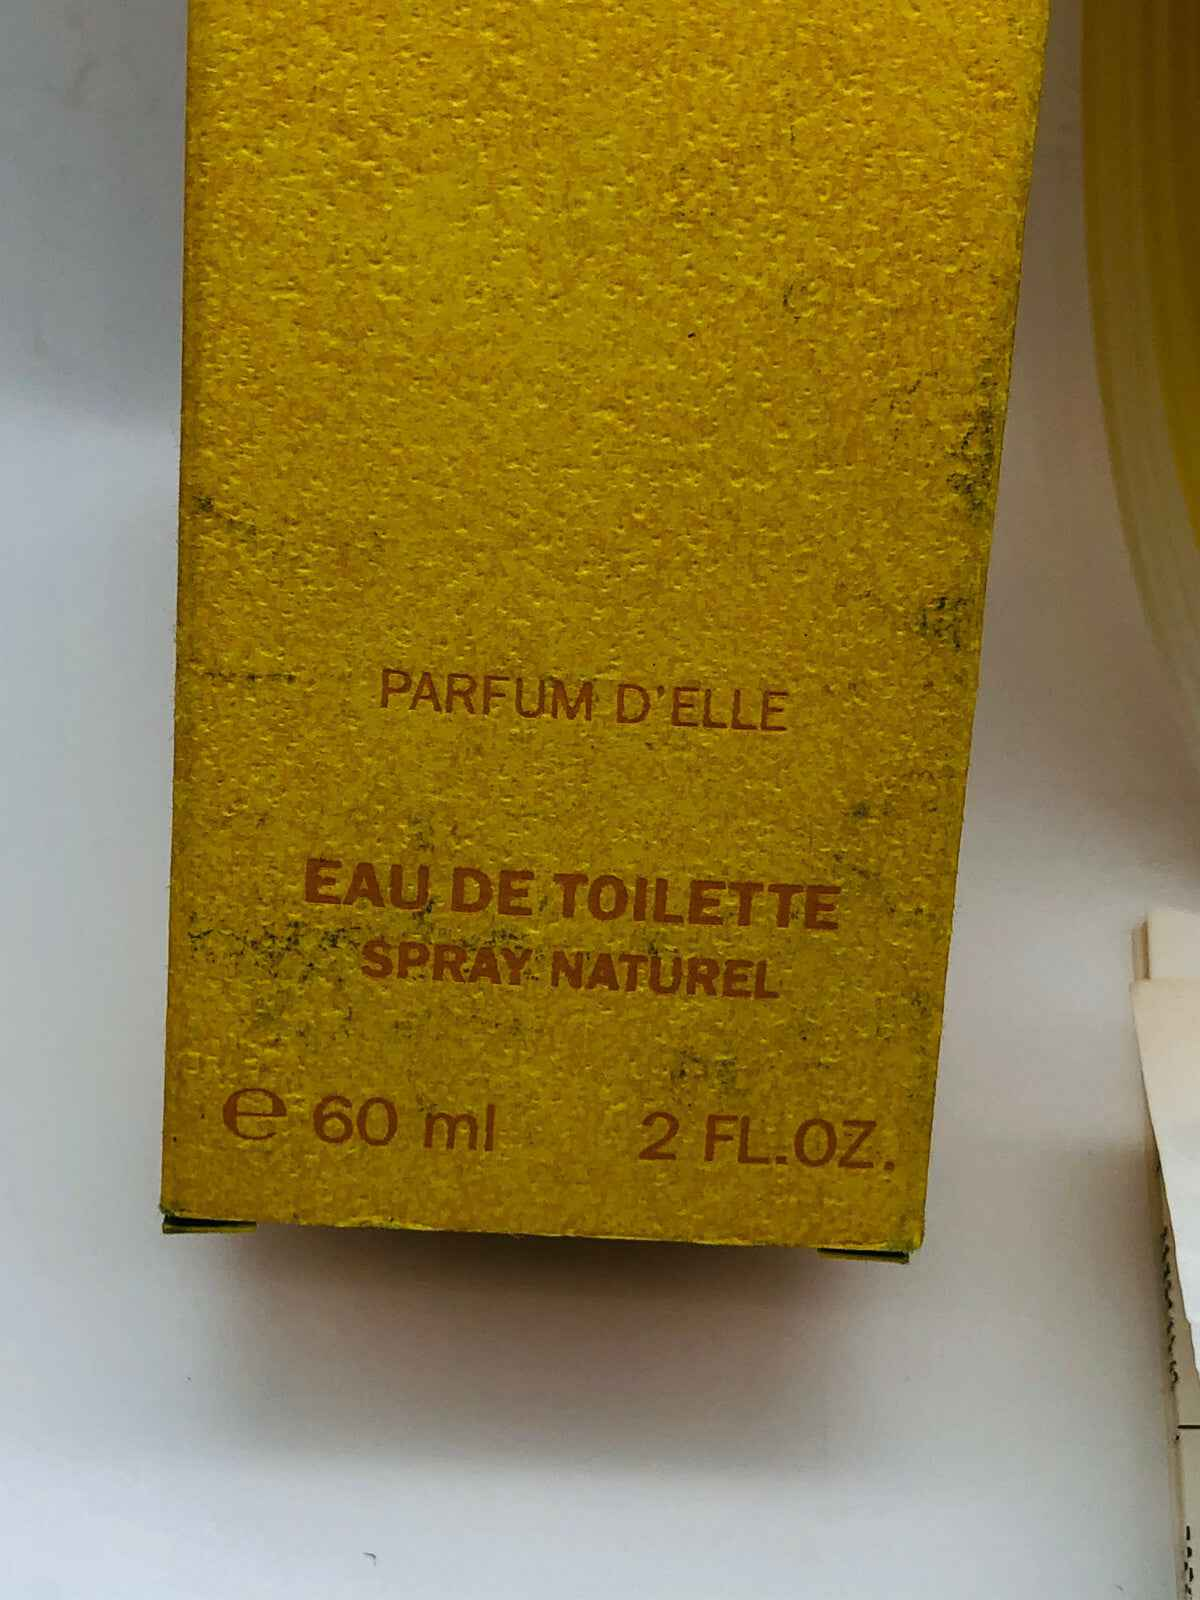 PARFUM D'ELLE
EAU DE TOILETTE
SPRAY NATUREL
e 60 ml 2 FL.OZ.